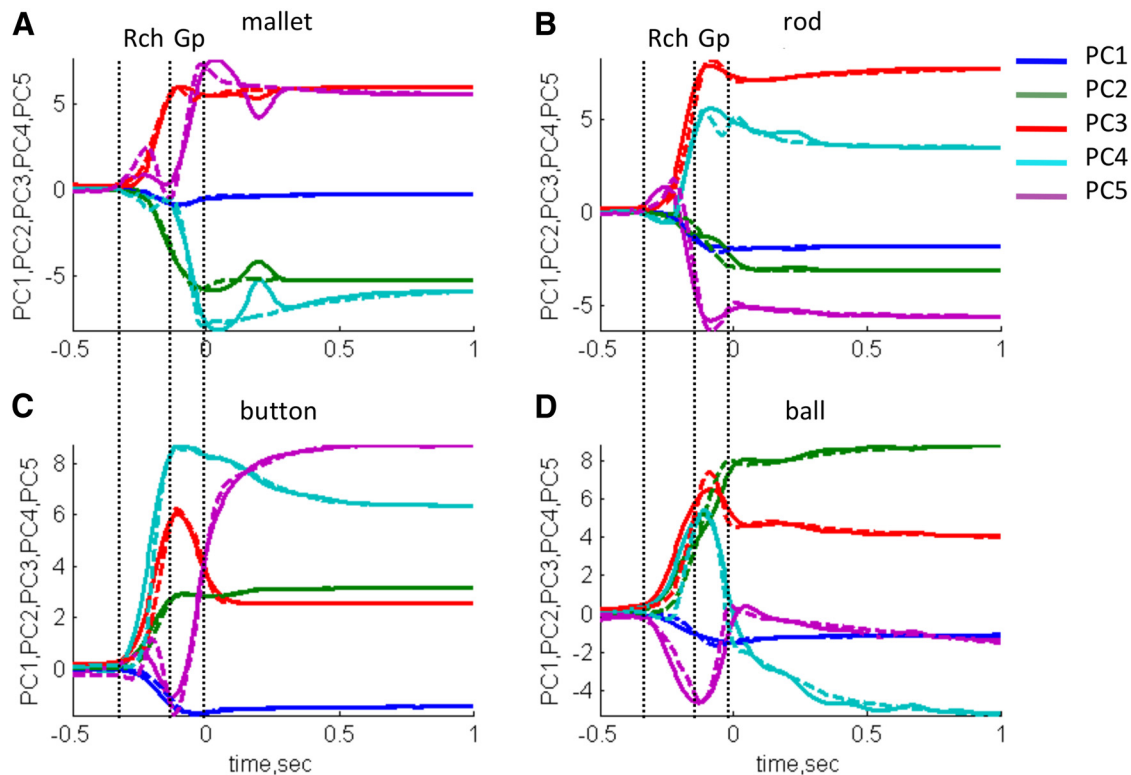 A
mallet
Rch Gp
PC1,PC2,PC3,PC4,PC5
5
0
-5
-0.5 0 0.5 1
B
rod
Rch Gp
PC1,PC2,PC3,PC4,PC5
5
0
-5
-0.5 0 0.5 1
PC1
PC2
PC3
PC4
PC5
C
button
PC1,PC2,PC3,PC4,PC5
8
6
4
2
0
-0.5 0 0.5 1
time,sec
D
ball
PC1,PC2,PC3,PC4,PC5
8
6
4
2
0
-2
-4
-0.5 0 0.5 1
time,sec